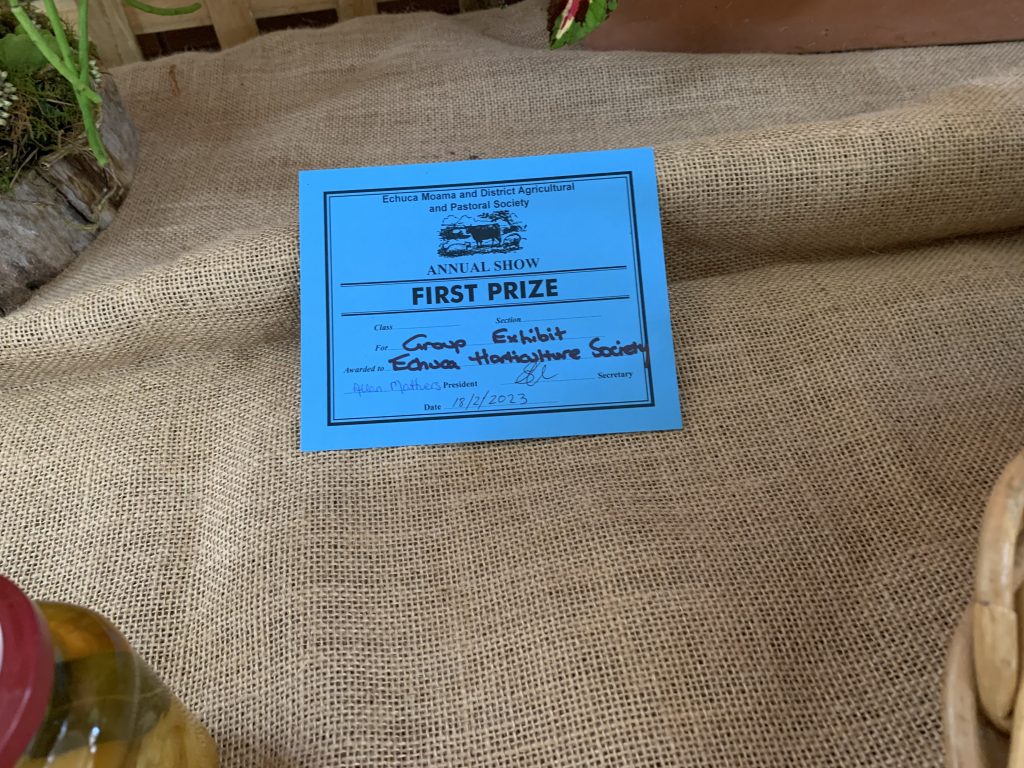 Echuca Moama and District Agricultural
and Pastoral Society
ANNUAL SHOW
FIRST PRIZE
Class Section
For Group Exhibit
Awarded to Echuca Horticulture Society
Allan Mathers President Secretary
Date 18/2/2023